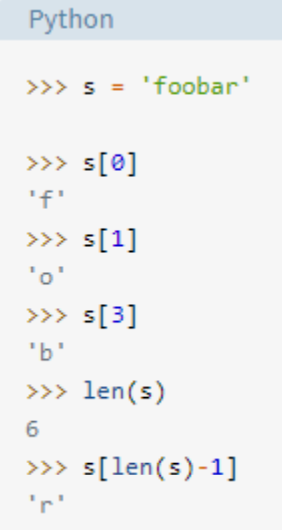 Python
>>> s = 'foobar'
>>> s[0]
'f'
>>> s[1]
'o'
>>> s[3]
'b'
>>> len(s)
6
>>> s[len(s)-1]
'r'